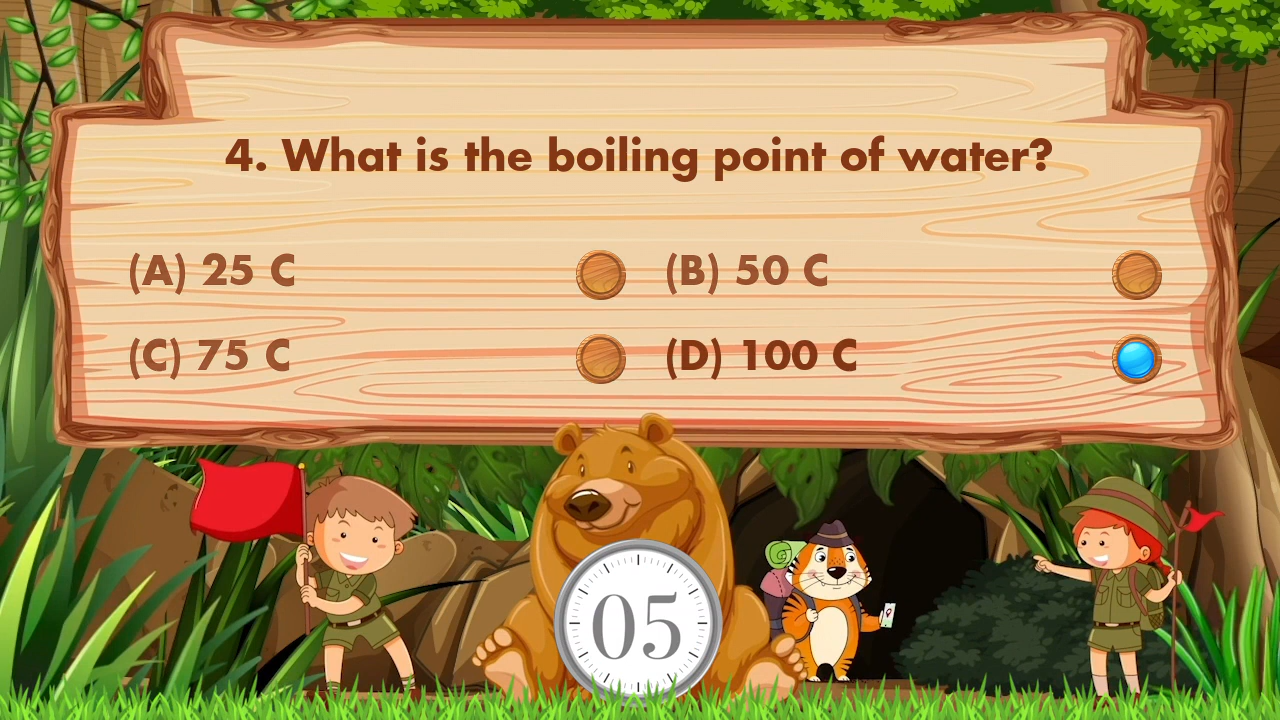 4. What is the boiling point of water?
(A) 25 C
(B) 50 C
(C) 75 C
(D) 100 C
05